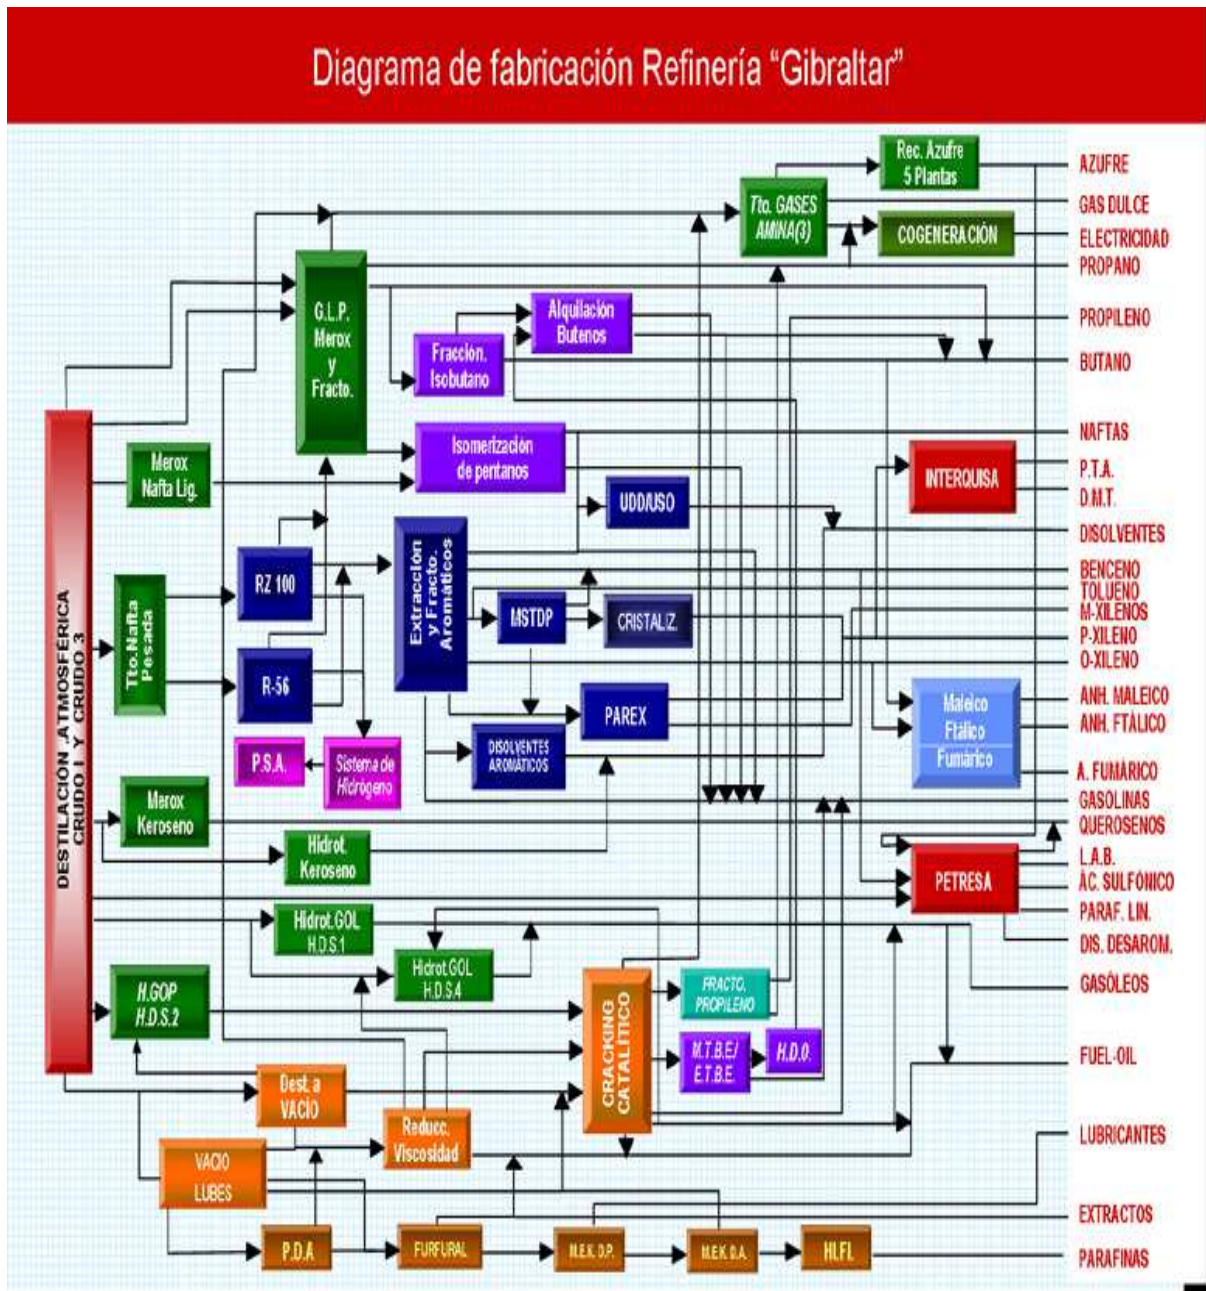 Diagrama de fabricación Refinería “Gibraltar”
Rec. Azufre
5 Plantas
AZUFRE
Tto. GASES
AMINA(3)
GAS DULCE
COGENERACIÓN
ELECTRICIDAD
PROPANO
G.L.P.
Merox
y
Fracto.
Alquilación
Butenos
PROPILENO
Fracción.
Isobutano
BUTANO
Isomerización
de pentanos
NAFTAS
Merox
Nafta Lig.
INTERQUISA
P.T.A.
D.M.T.
UDD/USO
DISOLVENTES
DESTILACIÓN .ATMOSFÉRICA
CRUDO I Y CRUDO 3
Tto.Nafta
Pesada
RZ 100
Extracción
y Fracto.
Aromáticos
BENCENO
TOLUENO
M-XILENOS
MSTDP
CRISTALIZ.
P-XILENO
O-XILENO
R-56
PAREX
Maleico
Ftálico
Fumárico
ANH. MALEICO
ANH. FTÁLICO
P.S.A.
Sistema de
Hidrógeno
DISOLVENTES
AROMÁTICOS
A. FUMÁRICO
GASOLINAS
Merox
Keroseno
QUEROSENOS
Hidrot.
Keroseno
PETRESA
L.A.B.
ÁC. SULFÓNICO
PARAF. LIN.
Hidrot.GOL
H.D.S.1
DIS. DESAROM.
Hidrot.GOL
H.D.S.4
H.GOP
H.D.S.2
CRACKING
CATALÍTICO
FRACTO.
PROPILENO
GASÓLEOS
M.T.B.E/
E.T.B.E.
H.D.O.
FUEL-OIL
Dest. a
VACÍO
Reducc.
Viscosidad
LUBRICANTES
VACIO
LUBES
EXTRACTOS
P.D.A
FURFURAL
M.E.K. D.P.
M.E.K. D.A.
HI.FI.
PARAFINAS